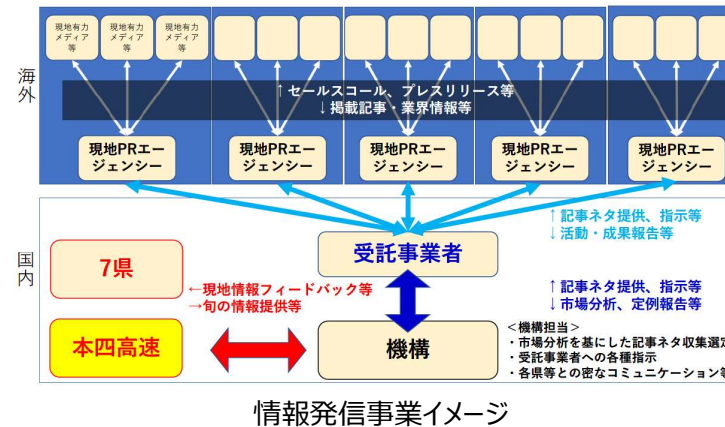 現地有力
メディア
等
現地有力
メディア
等
現地有力
メディア
等
海外
↑セールスコール、プレスリリース等
↓掲載記事・業界情報等
現地PRエー
ジェンシー
現地PRエー
ジェンシー
現地PRエー
ジェンシー
現地PRエー
ジェンシー
現地PRエー
ジェンシー
↑記事ネタ提供、指示等
↓活動・成果報告等
国内
7県
受託事業者
←現地情報フィードバック等
→旬の情報提供等
↑記事ネタ提供、指示等
↓市場分析、定例報告等
本四高速
機構
＜機構担当＞
・市場分析を基にした記事ネタ収集選定
・受託事業者への各種指示
・各県等との密なコミュニケーション等
情報発信事業イメージ